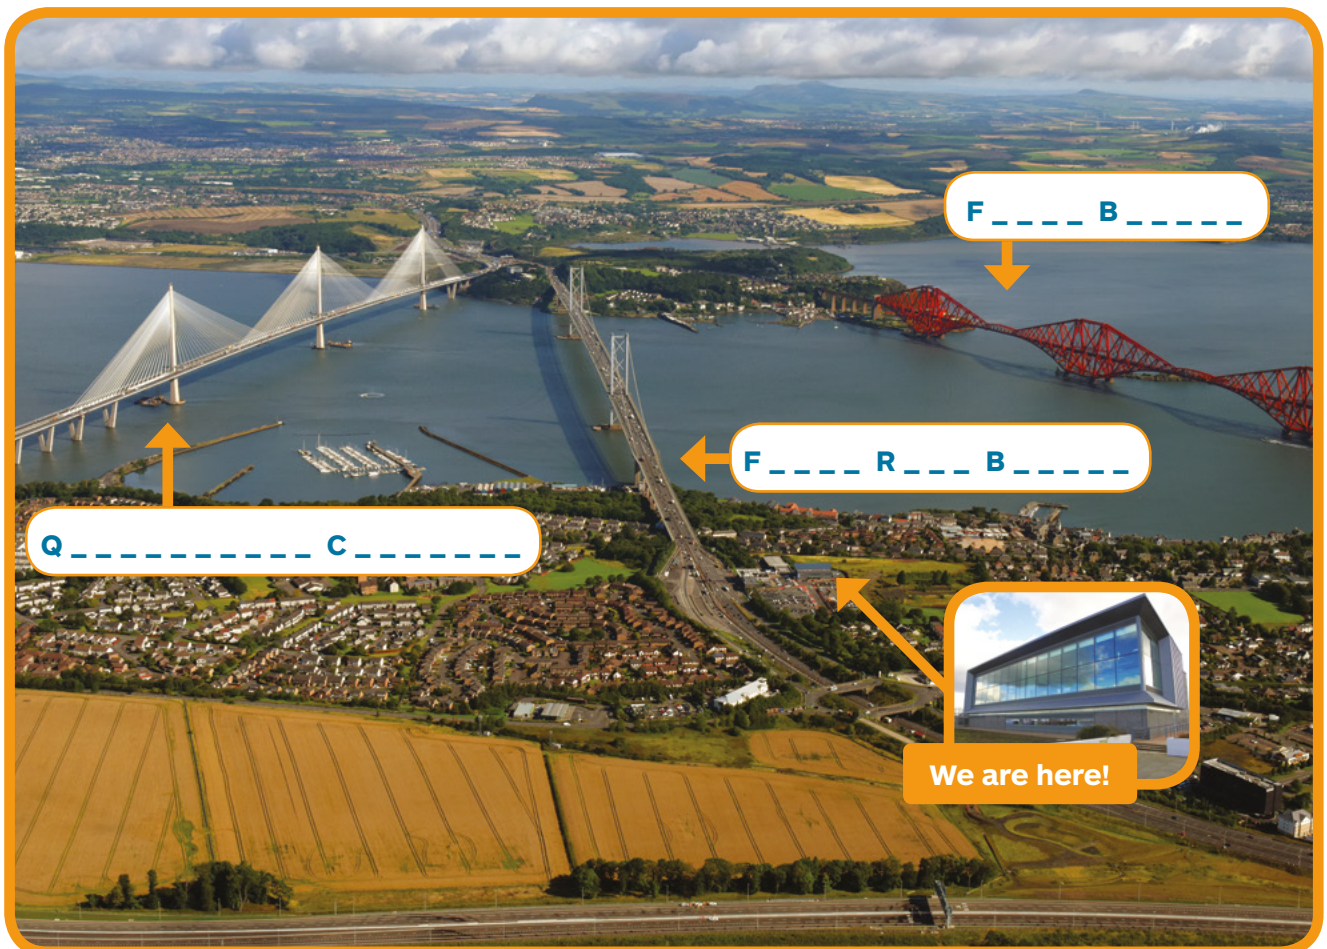 F _ _ _ _ B _ _ _ _ _
F _ _ _ _ R _ _ _ B _ _ _ _ _
Q _ _ _ _ _ _ _ _ _ _ C _ _ _ _ _ _ _
We are here!